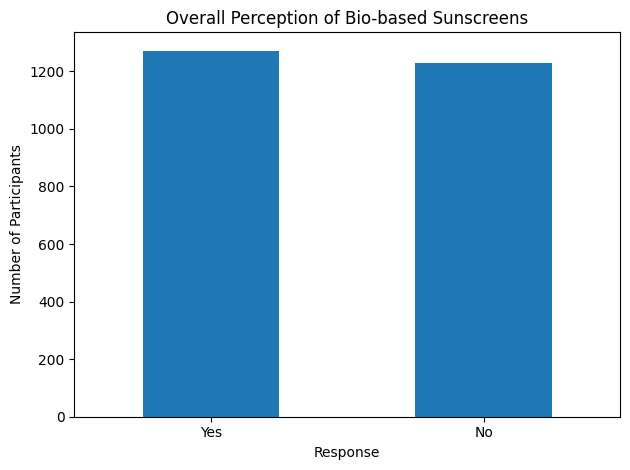 Overall Perception of Bio-based Sunscreens
Number of Participants
1200
1000
800
600
400
200
0
Yes
No
Response